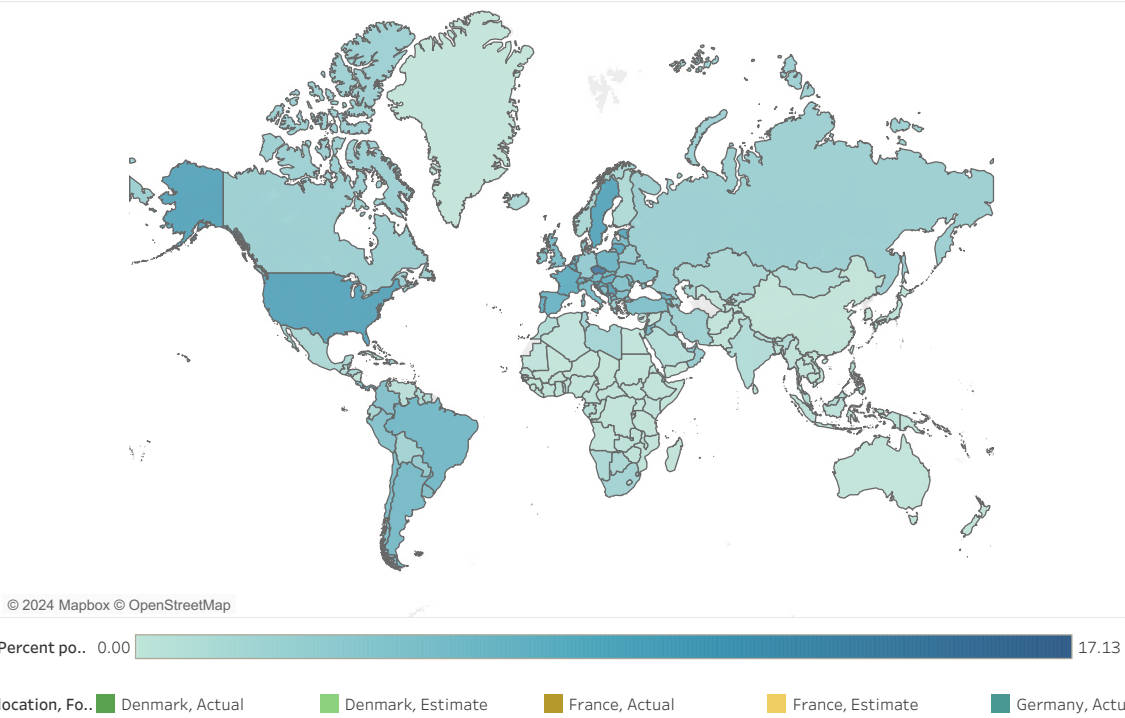 © 2024 Mapbox © OpenStreetMap
Percent po.. 0.00 17.13
location, Fo.. Denmark, Actual Denmark, Estimate France, Actual France, Estimate Germany, Actu